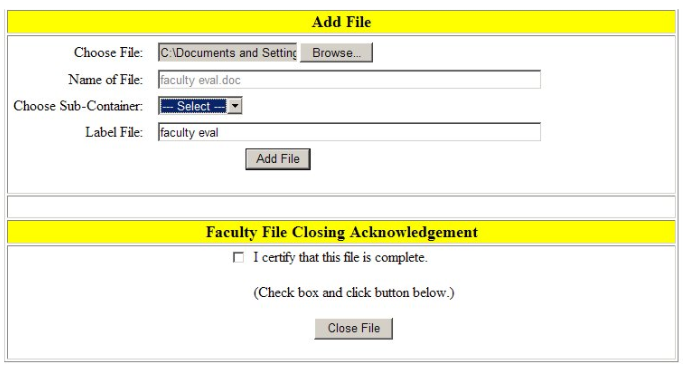 Add File
Choose File: C:\Documents and Setting Browse...
Name of File: faculty eval.doc
Choose Sub-Container: --- Select ---
Label File: faculty eval
Add File
Faculty File Closing Acknowledgement
I certify that this file is complete.
(Check box and click button below.)
Close File